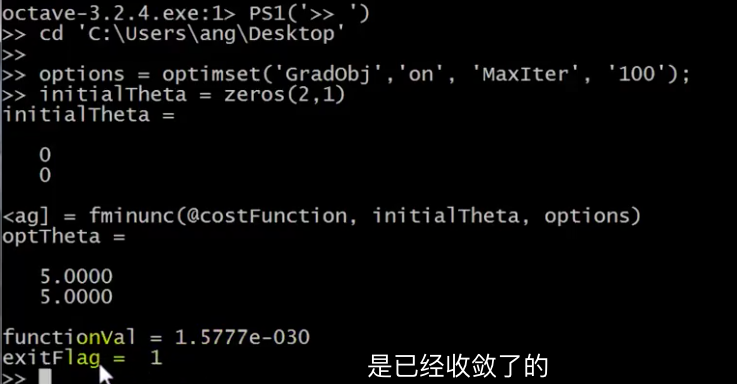 octave-3.2.4.exe:1> PS1('>> ')
>> cd 'C:\Users\ang\Desktop'
>>
>> options = optimset('GradObj','on', 'MaxIter', '100');
>> initialTheta = zeros(2,1)
initialTheta =
0
0
<ag] = fminunc(@costFunction, initialTheta, options)
optTheta =
5.0000
5.0000
functionVal = 1.5777e-030
exitFlag = 1
>>
是已经收敛了的